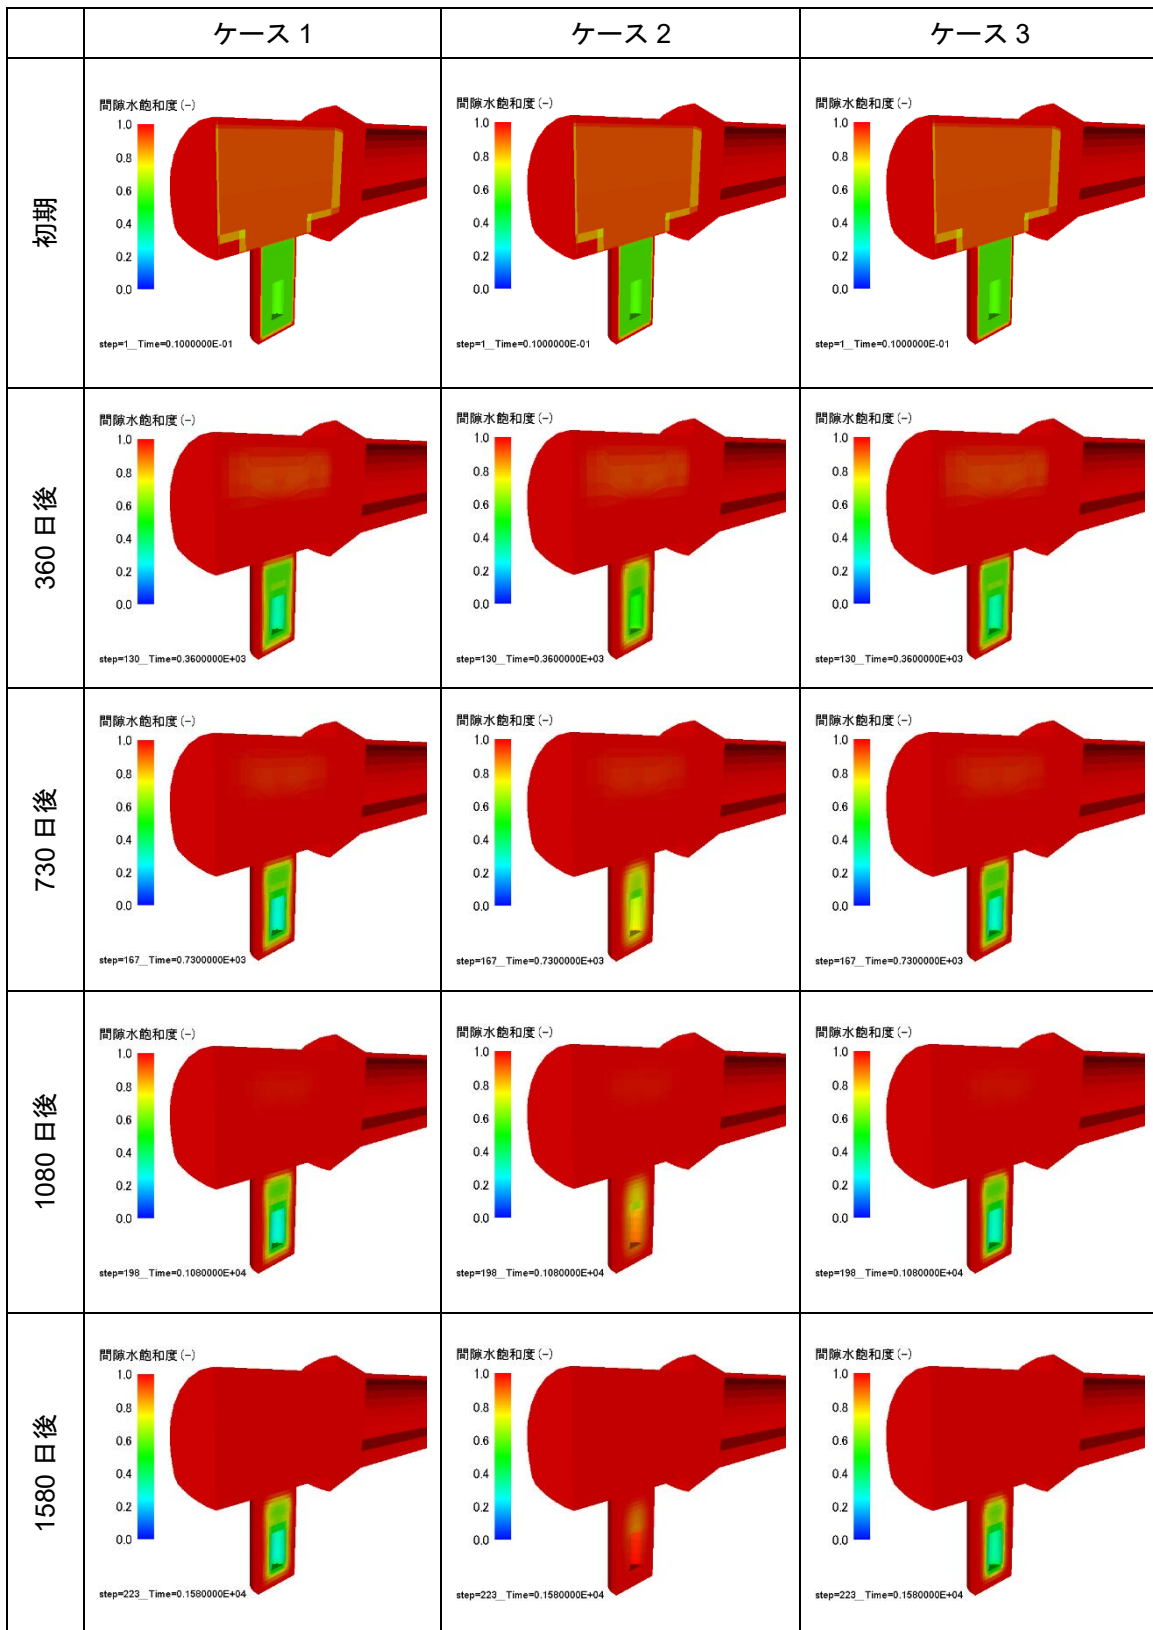 ケース 1
ケース 2
ケース 3
初期
間隙水飽和度(-)
1.0
0.8
0.6
0.4
0.2
0.0
step=1__Time=0.1000000E-01
間隙水飽和度(-)
1.0
0.8
0.6
0.4
0.2
0.0
step=1__Time=0.1000000E-01
間隙水飽和度(-)
1.0
0.8
0.6
0.4
0.2
0.0
step=1__Time=0.1000000E-01
360 日後
間隙水飽和度(-)
1.0
0.8
0.6
0.4
0.2
0.0
step=130__Time=0.3600000E+03
間隙水飽和度(-)
1.0
0.8
0.6
0.4
0.2
0.0
step=130__Time=0.3600000E+03
間隙水飽和度(-)
1.0
0.8
0.6
0.4
0.2
0.0
step=130__Time=0.3600000E+03
730 日後
間隙水飽和度(-)
1.0
0.8
0.6
0.4
0.2
0.0
step=167__Time=0.7300000E+03
間隙水飽和度(-)
1.0
0.8
0.6
0.4
0.2
0.0
step=167__Time=0.7300000E+03
間隙水飽和度(-)
1.0
0.8
0.6
0.4
0.2
0.0
step=167__Time=0.7300000E+03
1080 日後
間隙水飽和度(-)
1.0
0.8
0.6
0.4
0.2
0.0
step=198__Time=0.1080000E+04
間隙水飽和度(-)
1.0
0.8
0.6
0.4
0.2
0.0
step=198__Time=0.1080000E+04
間隙水飽和度(-)
1.0
0.8
0.6
0.4
0.2
0.0
step=198__Time=0.1080000E+04
1580 日後
間隙水飽和度(-)
1.0
0.8
0.6
0.4
0.2
0.0
step=223__Time=0.1580000E+04
間隙水飽和度(-)
1.0
0.8
0.6
0.4
0.2
0.0
step=223__Time=0.1580000E+04
間隙水飽和度(-)
1.0
0.8
0.6
0.4
0.2
0.0
step=223__Time=0.1580000E+04